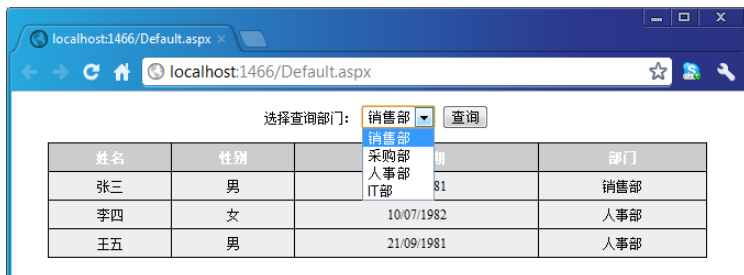 localhost:1466/Defau
localhost:1466/Default.aspx
选择查询部门： 销售部 查询
销售部
采购部
人事部
IT部
姓名 性别 期 部门
张三 男 81 销售部
李四 女 10/07/1982 人事部
王五 男 21/09/1981 人事部